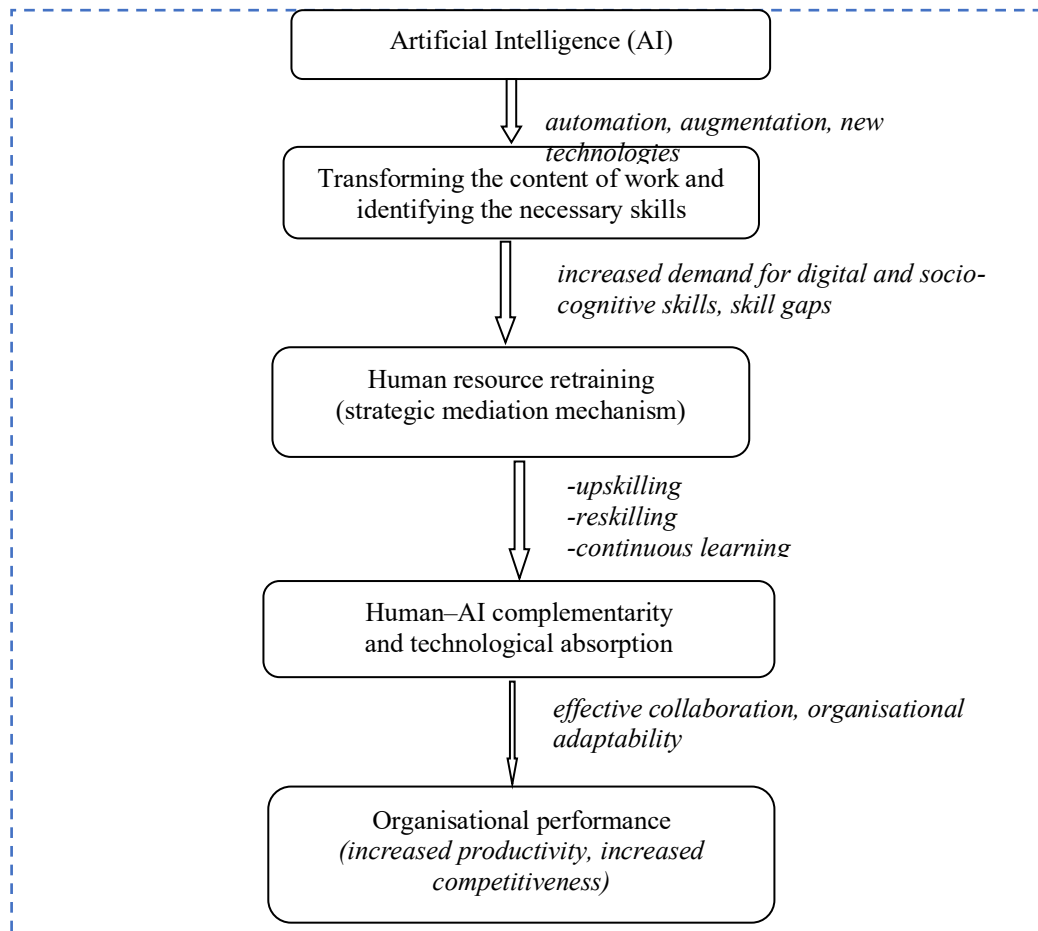 Artificial Intelligence (AI)
automation, augmentation, new
technologies
Transforming the content of work and
identifying the necessary skills
increased demand for digital and socio-
cognitive skills, skill gaps
Human resource retraining
(strategic mediation mechanism)
-upskilling
-reskilling
-continuous learning
Human–AI complementarity
and technological absorption
effective collaboration, organisational
adaptability
Organisational performance
(increased productivity, increased
competitiveness)